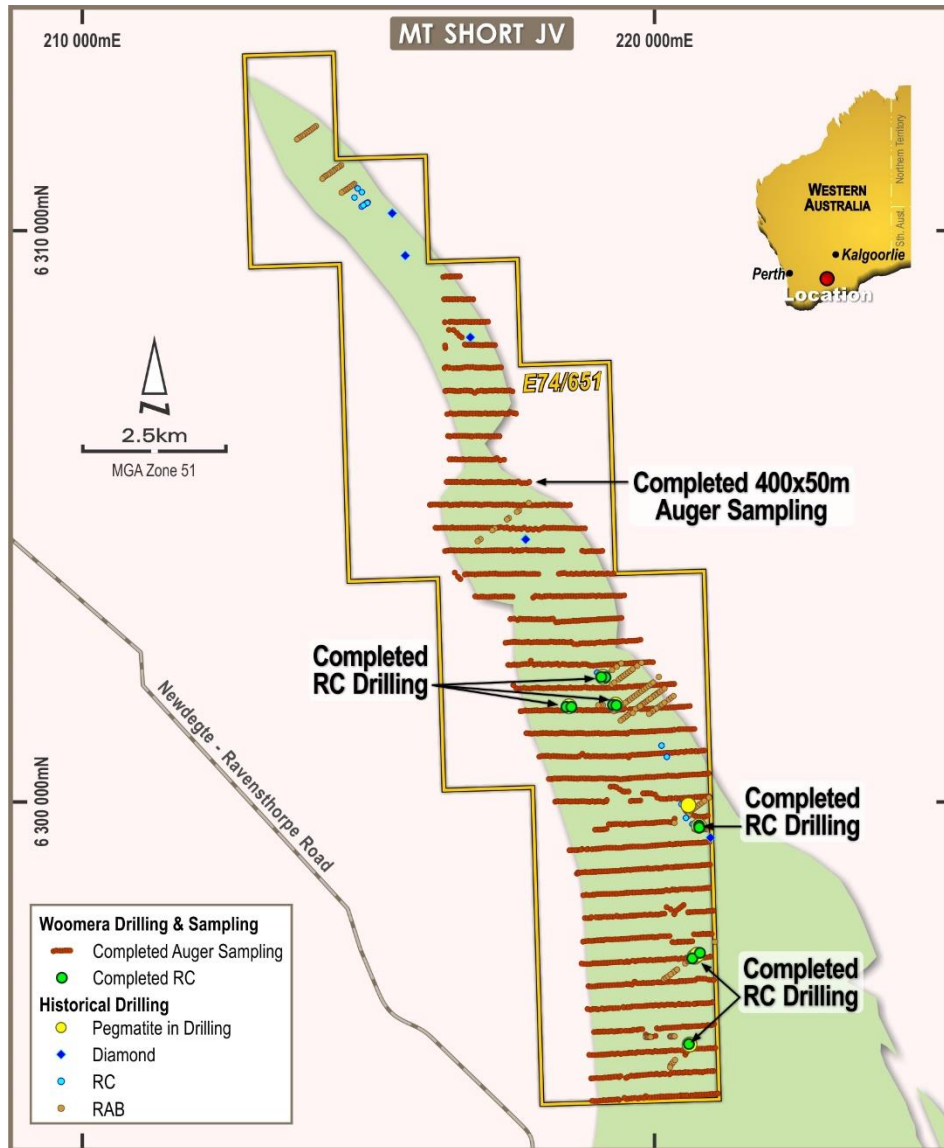 MT SHORT JV
210 000mE
220 000mE
Northern Territory
Sth. Aust.
WESTERN
AUSTRALIA
Kalgoorlie
Perth
Location
6 310 000mN
E74/651
N
2.5km
MGA Zone 51
Completed 400x50m
Auger Sampling
Completed
RC Drilling
Newdegte - Ravensthorpe Road
6 300 000mN
Completed
RC Drilling
Completed
RC Drilling
Woomera Drilling & Sampling
Completed Auger Sampling
Completed RC
Historical Drilling
Pegmatite in Drilling
Diamond
RC
RAB